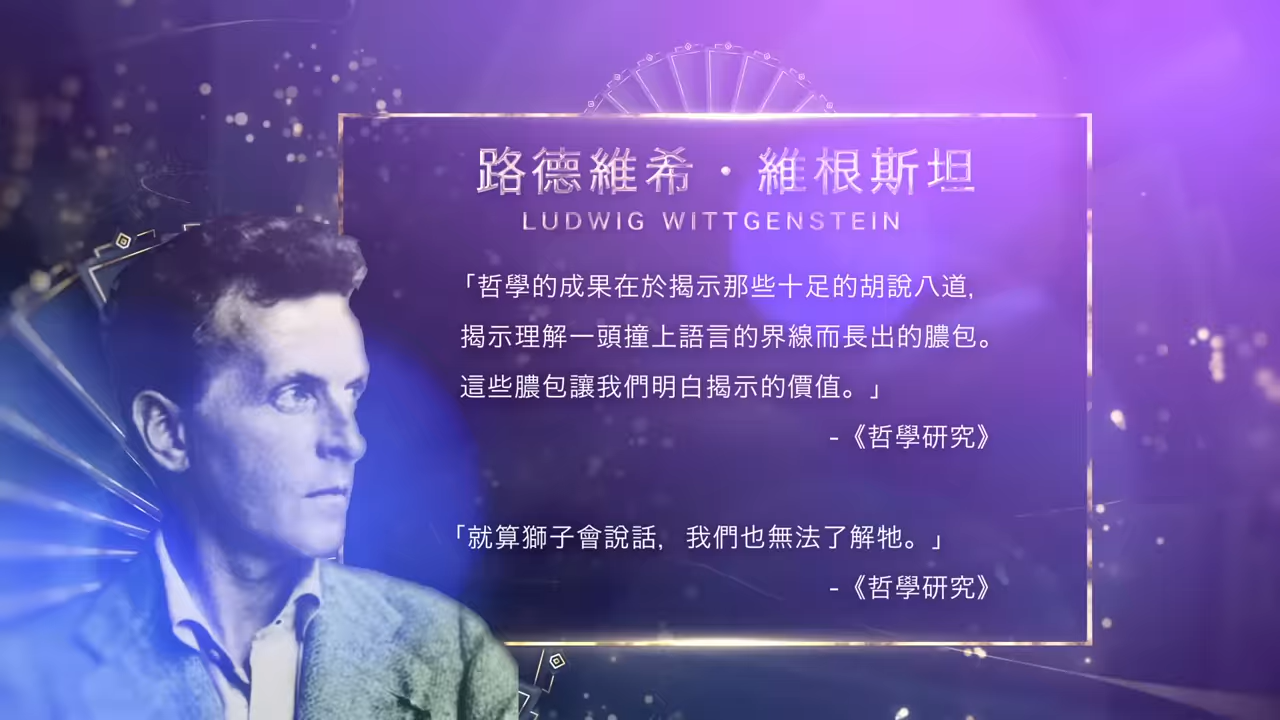 路德維希・維根斯坦
LUDWIG WITTGENSTEIN
「哲學的成果在於揭示那些十足的胡說八道,
揭示理解一頭撞上語言的界線而長出的膿包。
這些膿包讓我們明白揭示的價值。」
-《哲學研究》
「就算獅子會說話, 我們也無法了解牠。」
-《哲學研究》